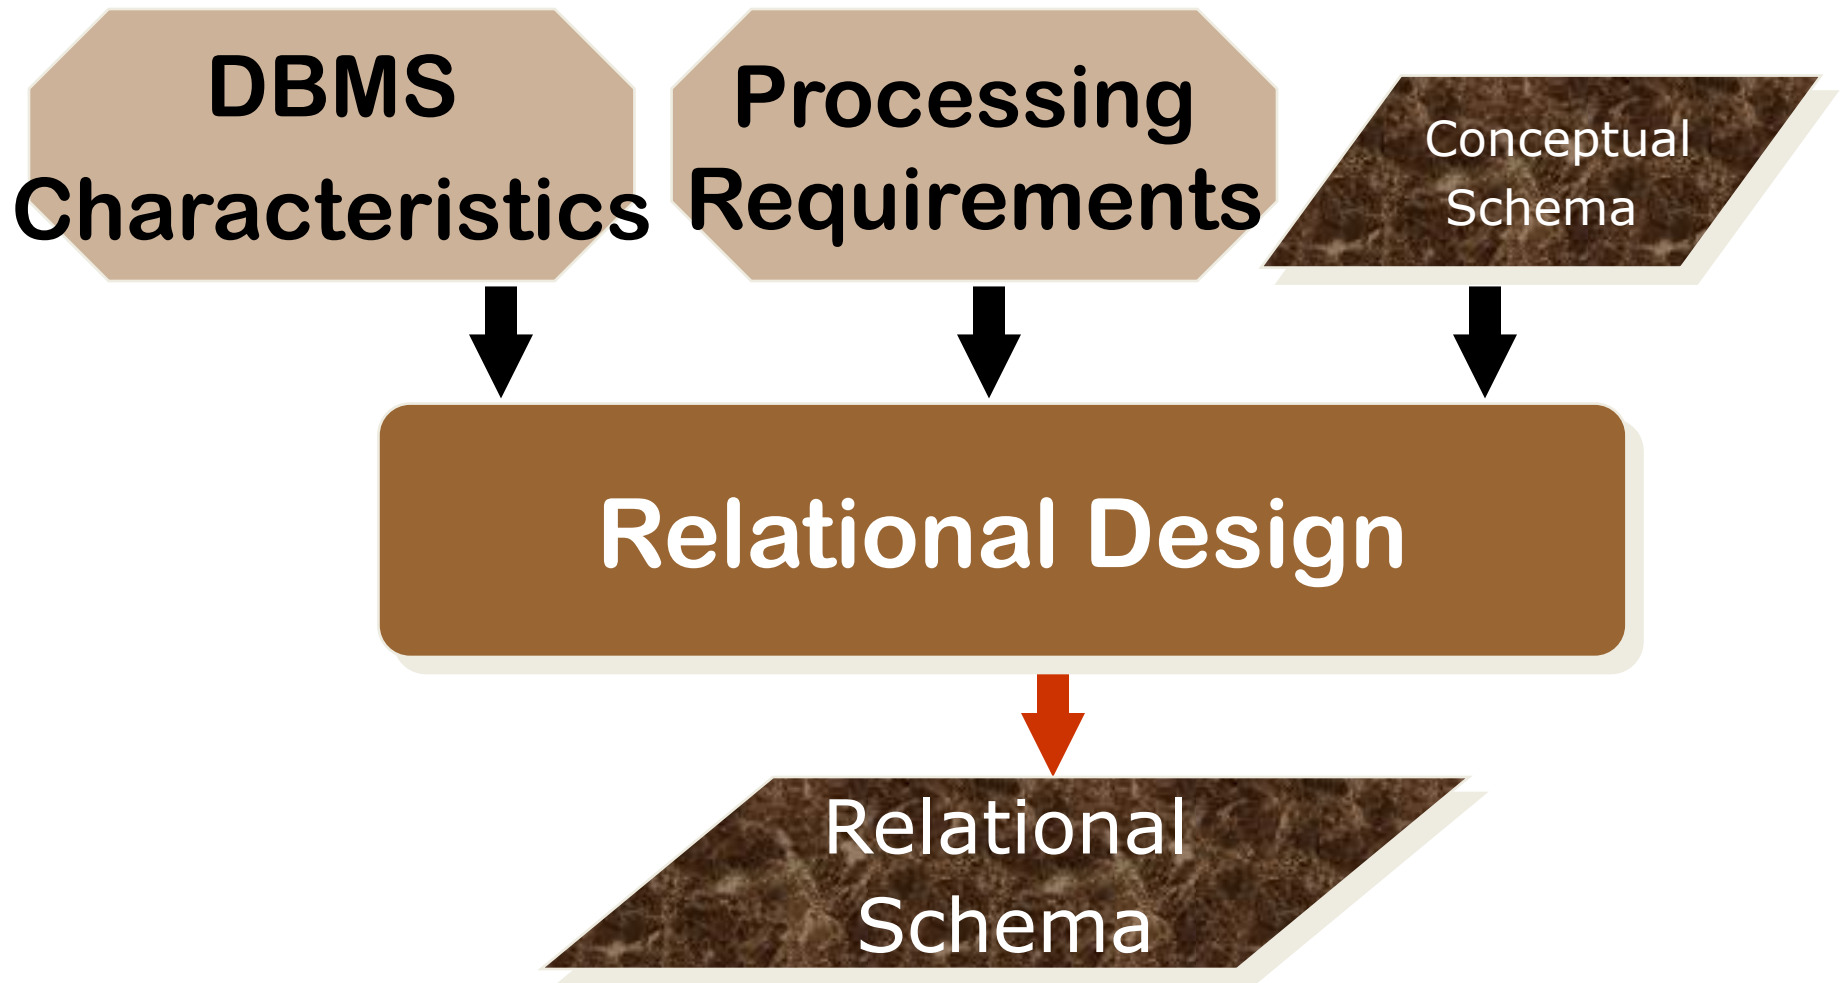 DBMS
Characteristics
Processing
Requirements
Conceptual
Schema
Relational Design
Relational
Schema